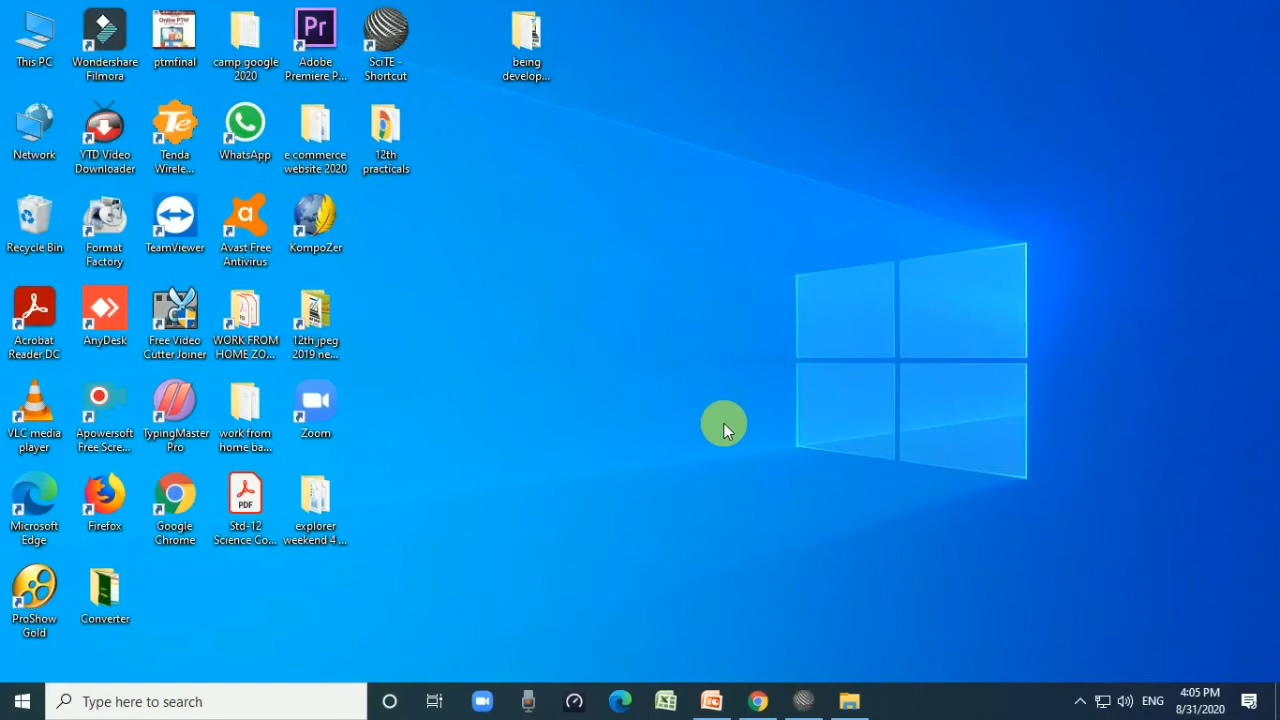 This PC
Wondershare
Filmora
ptmfinal
camp google
2020
Pr
Adobe
Premiere P...
SciTE -
Shortcut
being
develop...
Network
YTD Video
Downloader
Te
Tenda
Wirele...
WhatsApp
e commerce
website 2020
12th
practicals
Recycle Bin
Format
Factory
TeamViewer
a
Avast Free
Antivirus
KompoZer
Acrobat
Reader DC
AnyDesk
Free Video
Cutter Joiner
WORK FROM
HOME ZO...
12th jpeg
2019 ne...
VLC media
player
Apowersoft
Free Scre...
TypingMaster
Pro
work from
home ba...
Zoom
Microsoft
Edge
Firefox
Google
Chrome
PDF
Std-12
Science Co...
explorer
weekend 4 ...
ProShow
Gold
Converter
Type here to search
ENG
4:05 PM
8/31/2020